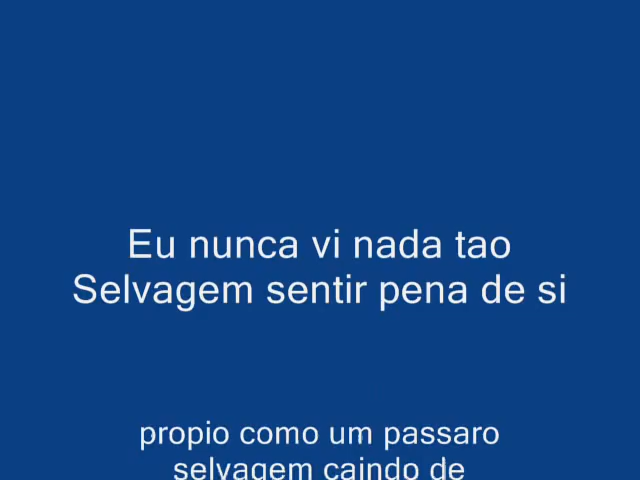 Eu nunca vi nada tao
Selvagem sentir pena de si
propio como um passaro
selvagem caindo de